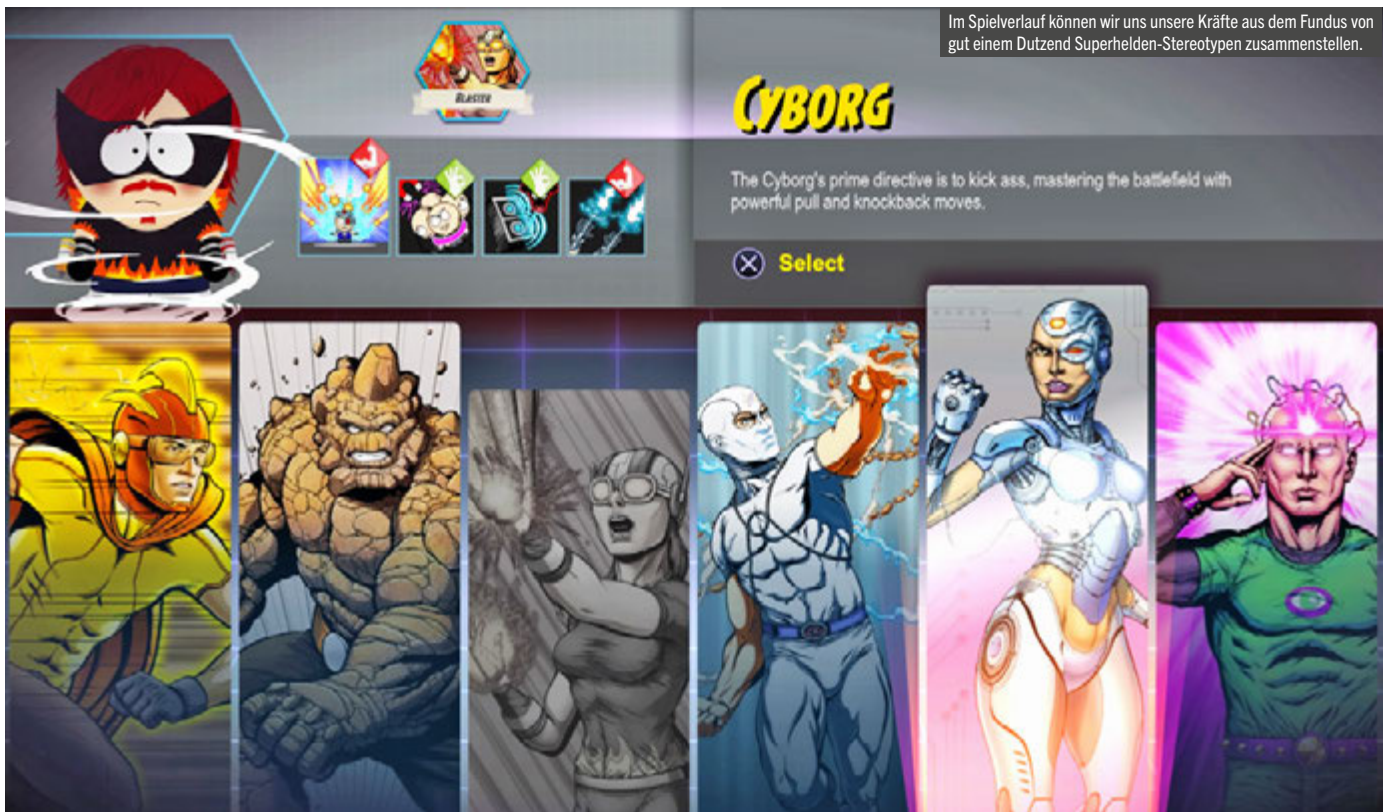 Im Spielverlauf können wir uns unsere Kräfte aus dem Fundus von
gut einem Dutzend Superhelden-Stereotypen zusammenstellen.
BLASTER
CYBORG
The Cyborg's prime directive is to kick ass, mastering the battlefield with
powerful pull and knockback moves.
Select